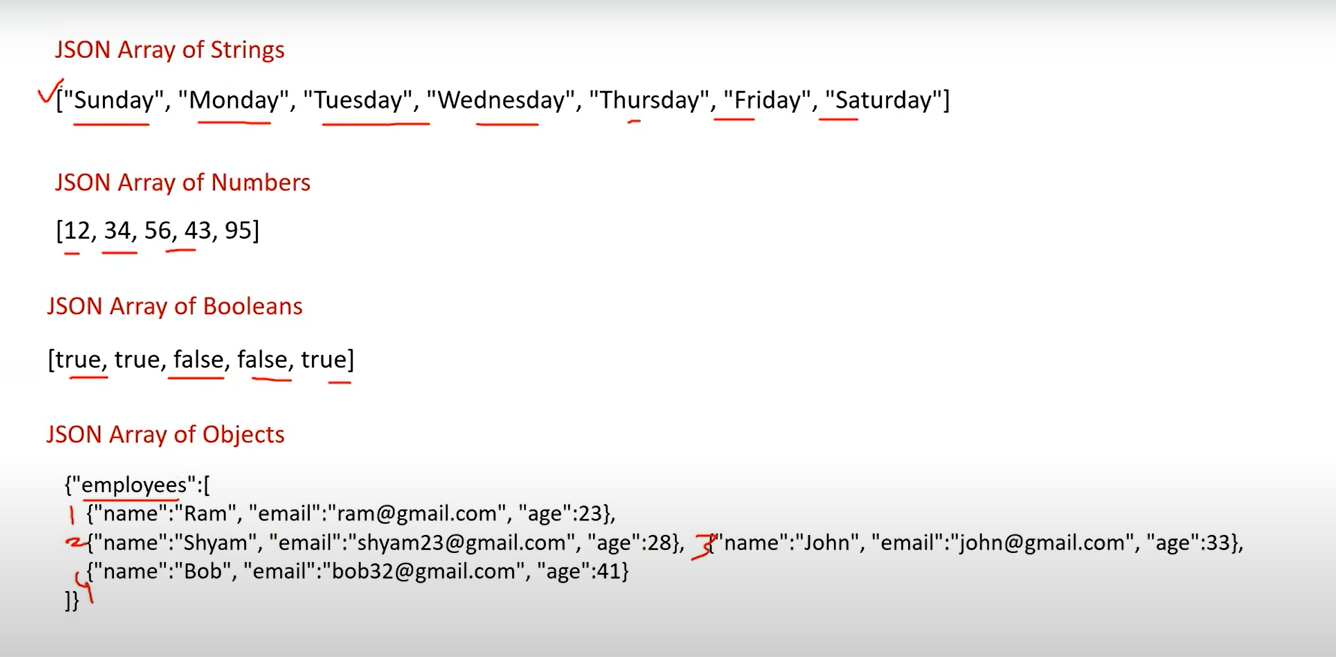 JSON Array of Strings
["Sunday", "Monday", "Tuesday", "Wednesday", "Thursday", "Friday", "Saturday"]
JSON Array of Numbers
[12, 34, 56, 43, 95]
JSON Array of Booleans
[true, true, false, false, true]
JSON Array of Objects
{"employees":[
1 {"name":"Ram", "email":"ram@gmail.com", "age":23},
2 {"name":"Shyam", "email":"shyam23@gmail.com", "age":28}, 3 {"name":"John", "email":"john@gmail.com", "age":33},
4 {"name":"Bob", "email":"bob32@gmail.com", "age":41}
]}